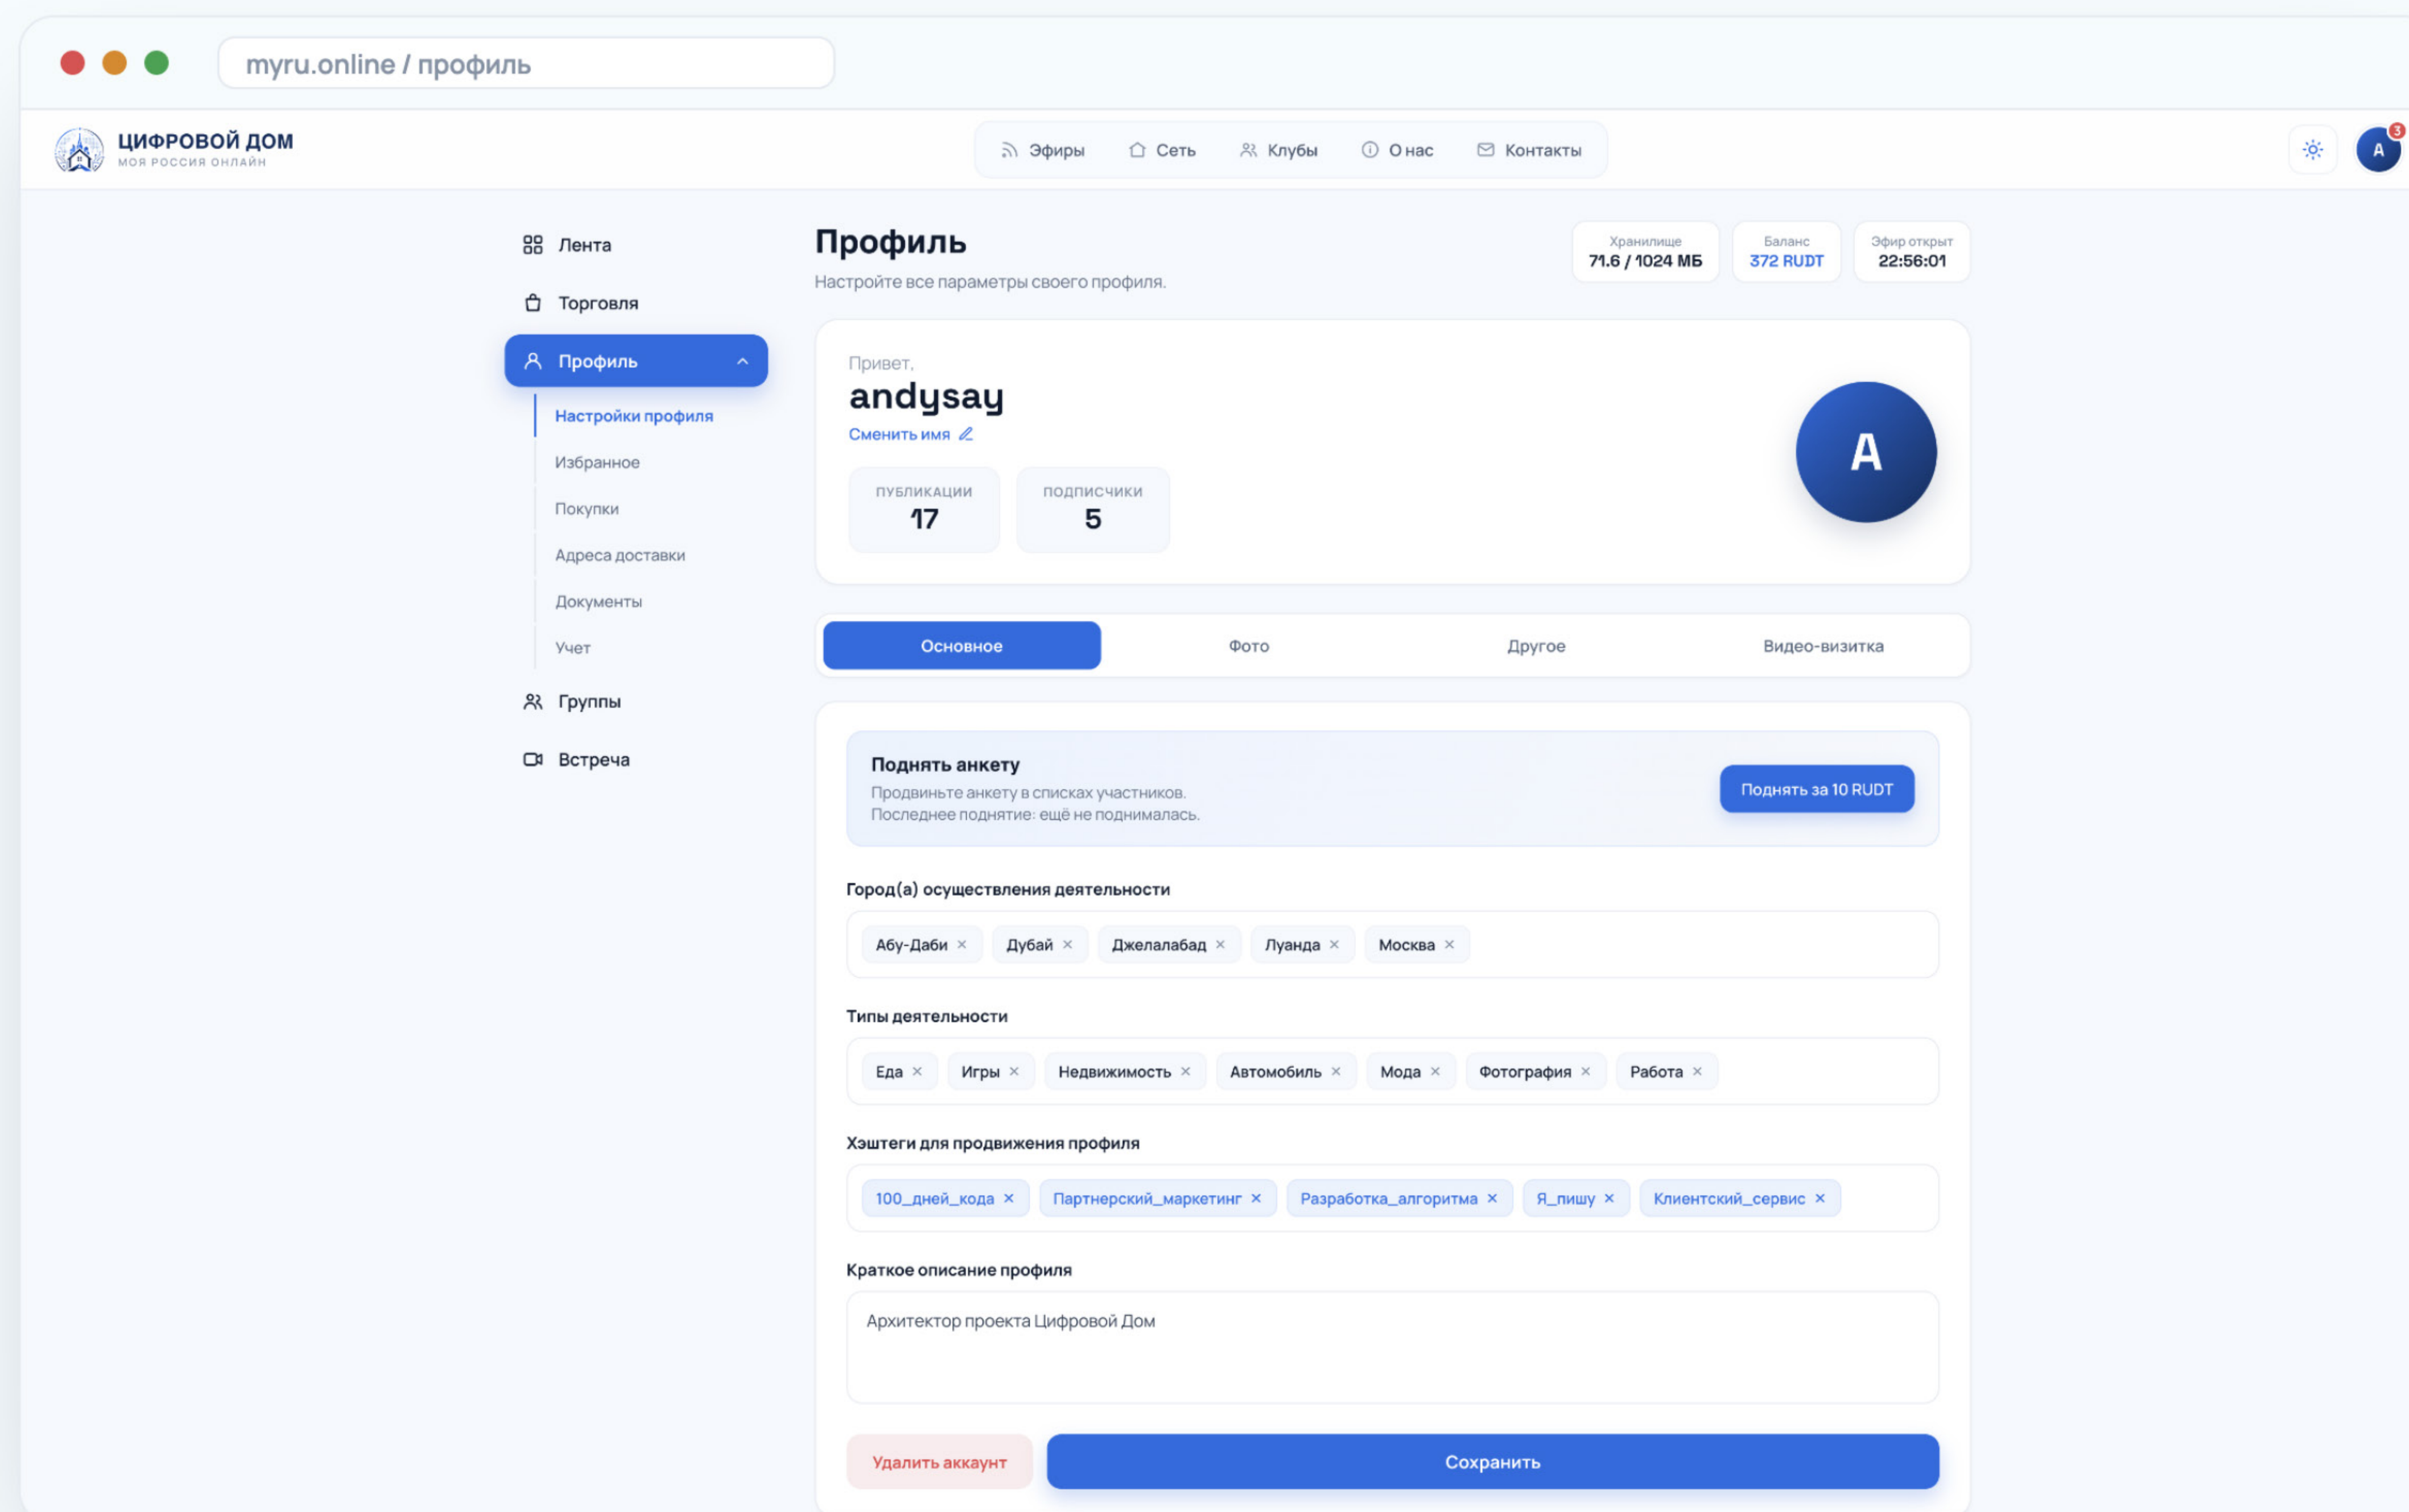 myru.online / профиль
ЦИФРОВОЙ ДОМ
МОЯ РОССИЯ ОНЛАЙН
Эфиры
Сеть
Клубы
О нас
Контакты
A
3
Лента
Торговля
Профиль
Настройки профиля
Избранное
Покупки
Адреса доставки
Документы
Учет
Группы
Встреча
Профиль
Настройте все параметры своего профиля.
Хранилище
71.6 / 1024 МБ
Баланс
372 RUDT
Эфир открыт
22:56:01
Привет,
andysay
Сменить имя
ПУБЛИКАЦИИ
17
ПОДПИСЧИКИ
5
A
Основное
Фото
Другое
Видео-визитка
Поднять анкету
Продвиньте анкету в списках участников.
Последнее поднятие: ещё не поднималась.
Поднять за 10 RUDT
Город(а) осуществления деятельности
Абу-Даби × Дубай × Джелалабад × Луанда × Москва ×
Типы деятельности
Еда × Игры × Недвижимость × Автомобиль × Мода × Фотография × Работа ×
Хэштеги для продвижения профиля
100_дней_кода × Партнерский_маркетинг × Разработка_алгоритма × Я_пишу × Клиентский_сервис ×
Краткое описание профиля
Архитектор проекта Цифровой Дом
Удалить аккаунт
Сохранить